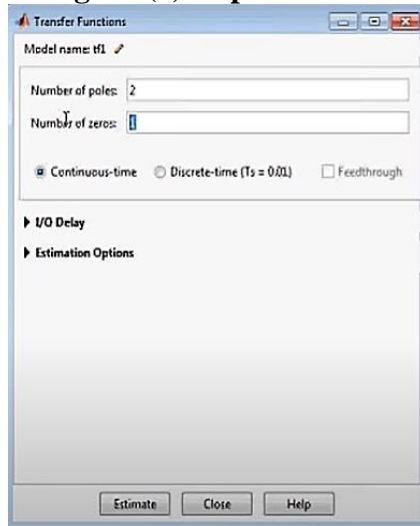 Transfer Functions
Model name: tf1
Number of poles: 2
Number of zeros: 1
Continuous-time Discrete-time (Ts = 0.01) Feedthrough
I/O Delay
Estimation Options
Estimate Close Help